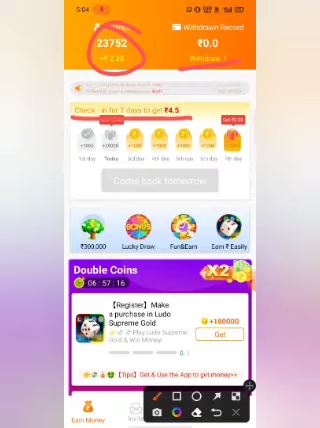 5:04
Withdrawn Record
23752
≈₹ 2.38
₹0.0
Withdraw
Check - in for 7 days to get ₹4.5
1st day
Today
3rd day
4th day
5th day
6th day
7th day
Come back tomorrow
BONUS
₹300,000
Lucky Draw
Fun&Earn
Earn ₹ Easily
Double Coins
X2
06 : 57 : 16
【Register】Make
a purchase in Ludo
Supreme Gold
Play Ludo Supreme
Gold & Win Money!
+180000
Go!
【Tips】Get & Use the App to get money>>
Earn Money